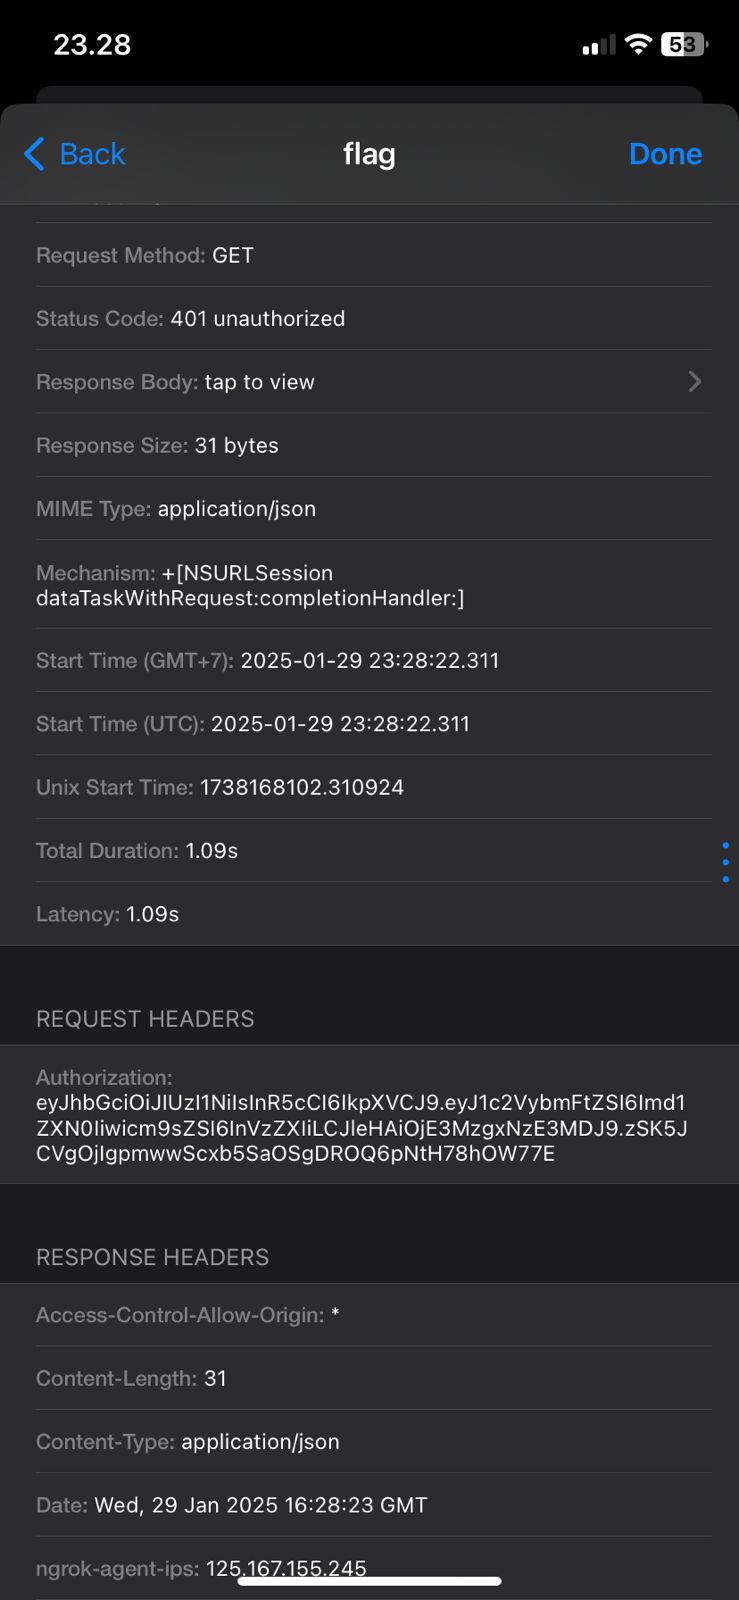 23.28
53
Back
flag
Done
Request Method: GET
Status Code: 401 unauthorized
Response Body: tap to view
Response Size: 31 bytes
MIME Type: application/json
Mechanism: +[NSURLSession
dataTaskWithRequest:completionHandler:]
Start Time (GMT+7): 2025-01-29 23:28:22.311
Start Time (UTC): 2025-01-29 23:28:22.311
Unix Start Time: 1738168102.310924
Total Duration: 1.09s
Latency: 1.09s
REQUEST HEADERS
Authorization:
eyJhbGciOiJIUzI1NiIsInR5cCI6IkpXVCJ9.eyJ1c2VybmFtZSI6Imd1
ZXN0Iiwicm9sZSI6InVzZXIiLCJleHAiOjE3MzgxNzE3MDJ9.zSK5J
CVgOjIgpmwwScxb5SaOSgDROQ6pNtH78hOW77E
RESPONSE HEADERS
Access-Control-Allow-Origin: *
Content-Length: 31
Content-Type: application/json
Date: Wed, 29 Jan 2025 16:28:23 GMT
ngrok-agent-ips: 125.167.155.245